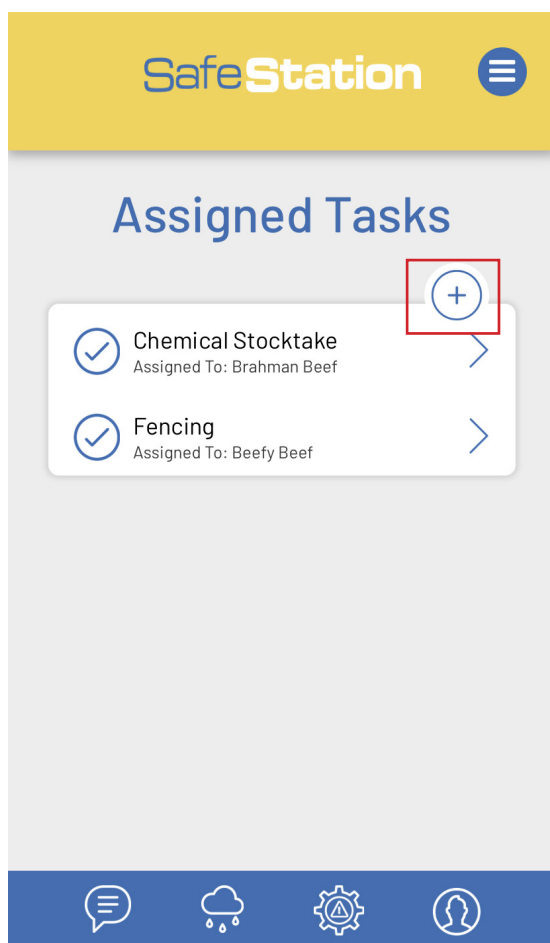 SafeStation
Assigned Tasks
Chemical Stocktake
Assigned To: Brahman Beef
Fencing
Assigned To: Beefy Beef